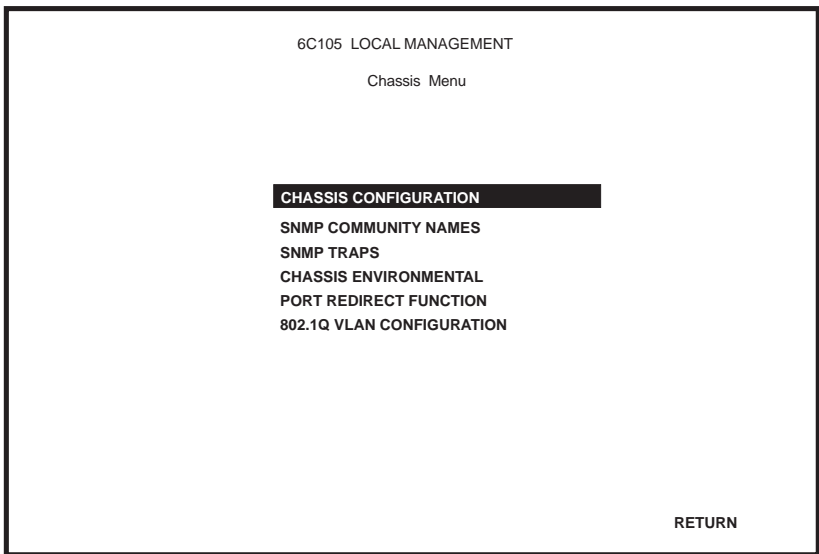 6C105 LOCAL MANAGEMENT
Chassis Menu
CHASSIS CONFIGURATION
SNMP COMMUNITY NAMES
SNMP TRAPS
CHASSIS ENVIRONMENTAL
PORT REDIRECT FUNCTION
802.1Q VLAN CONFIGURATION
RETURN